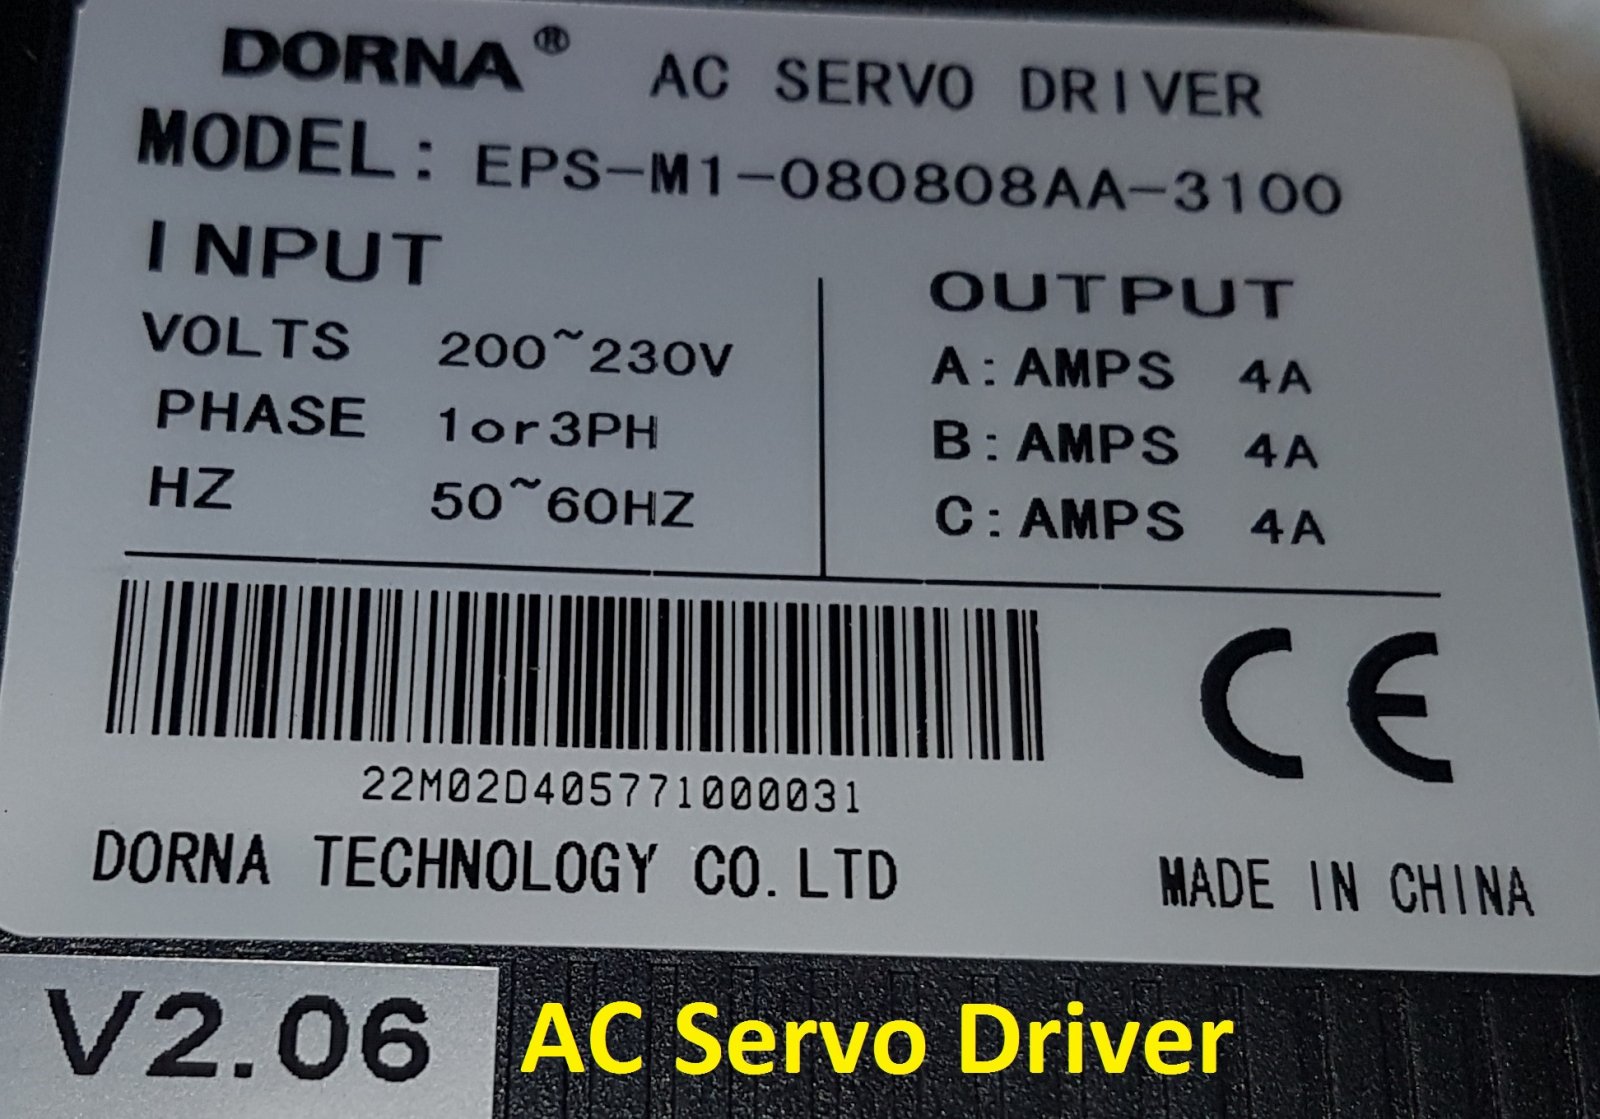 DORNA® AC SERVO DRIVER
MODEL: EPS-M1-080808AA-3100
INPUT
VOLTS 200~230V
PHASE 1or3PH
HZ 50~60HZ
OUTPUT
A:AMPS 4A
B:AMPS 4A
C:AMPS 4A
22M02D405771000031
CE
DORNA TECHNOLOGY CO.LTD
MADE IN CHINA
V2.06
AC Servo Driver